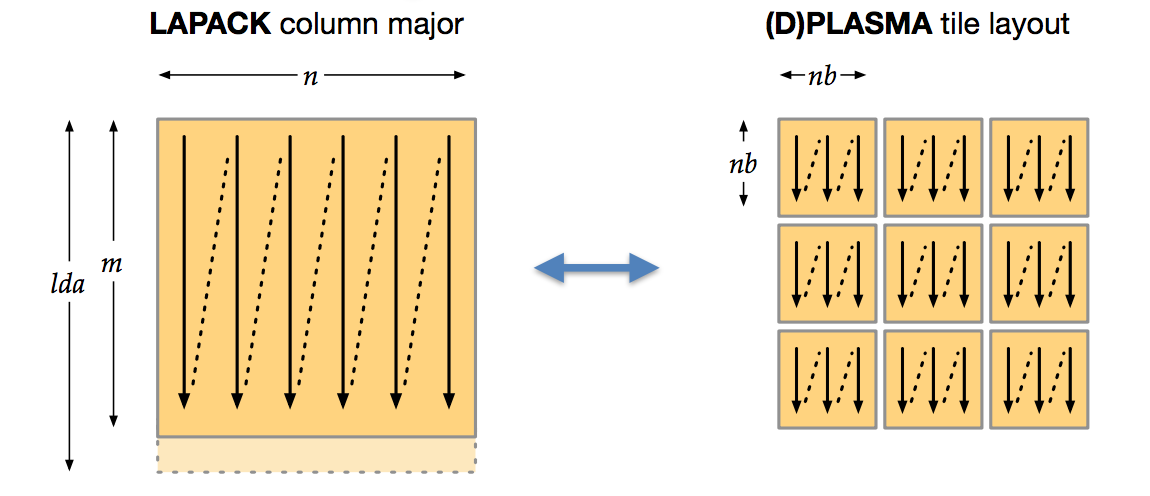 LAPACK column major
n
lda
m
(D)PLASMA tile layout
nb
nb